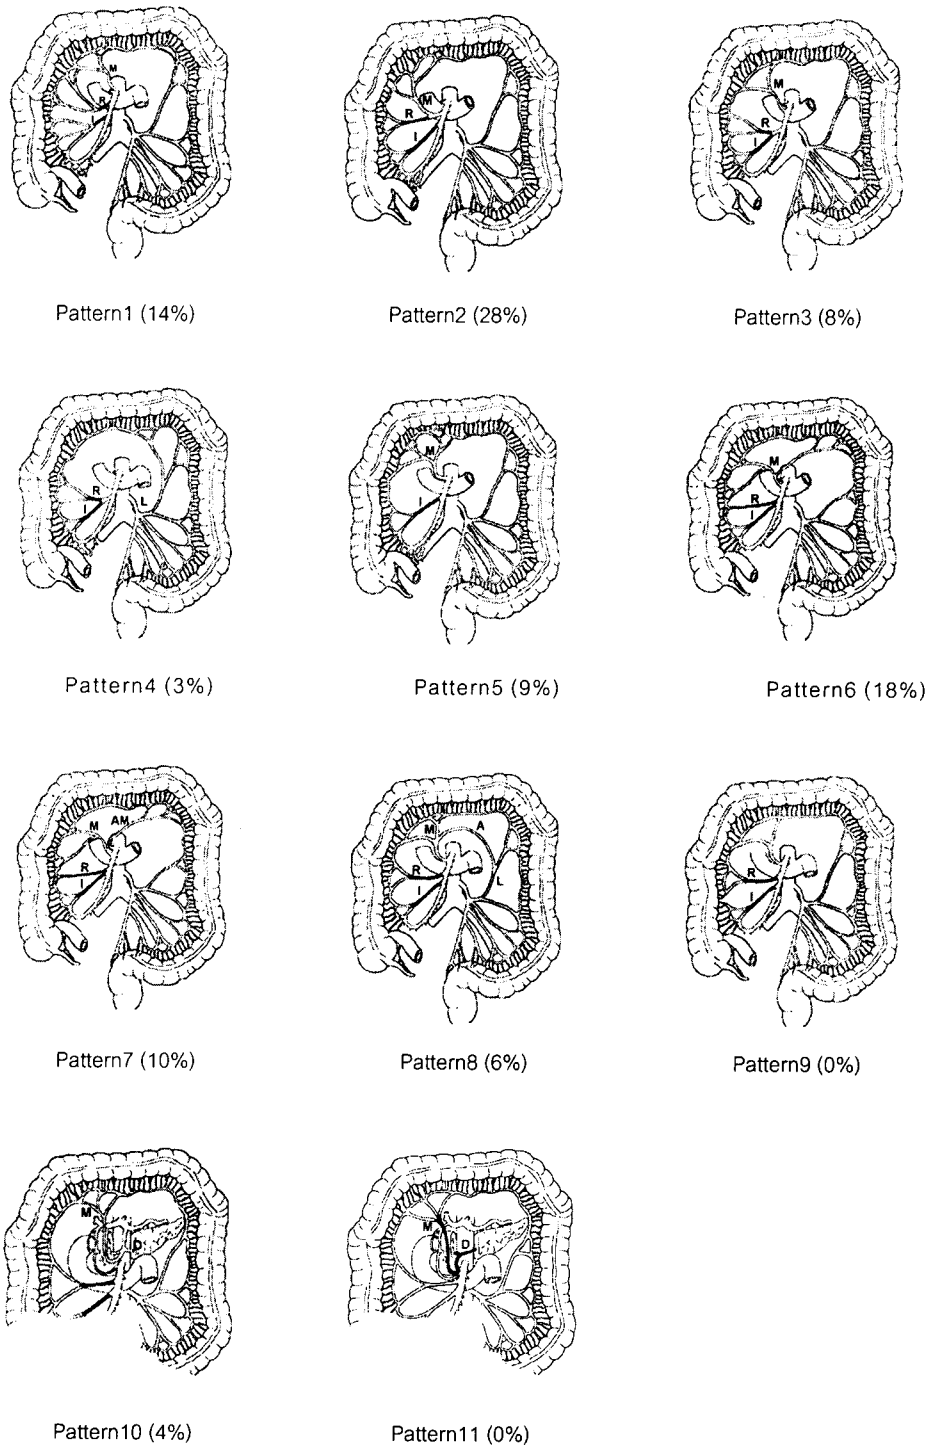 M
R
Pattern1 (14%)
M
R
I
Pattern2 (28%)
M
R
I
Pattern3 (8%)
R
I
L
Pattern4 (3%)
M
I
Pattern5 (9%)
M
R
I
Pattern6 (18%)
M AM
R
I
Pattern7 (10%)
M A
R
I
L
Pattern8 (6%)
R
I
Pattern9 (0%)
M
D
Pattern10 (4%)
M
D
Pattern11 (0%)